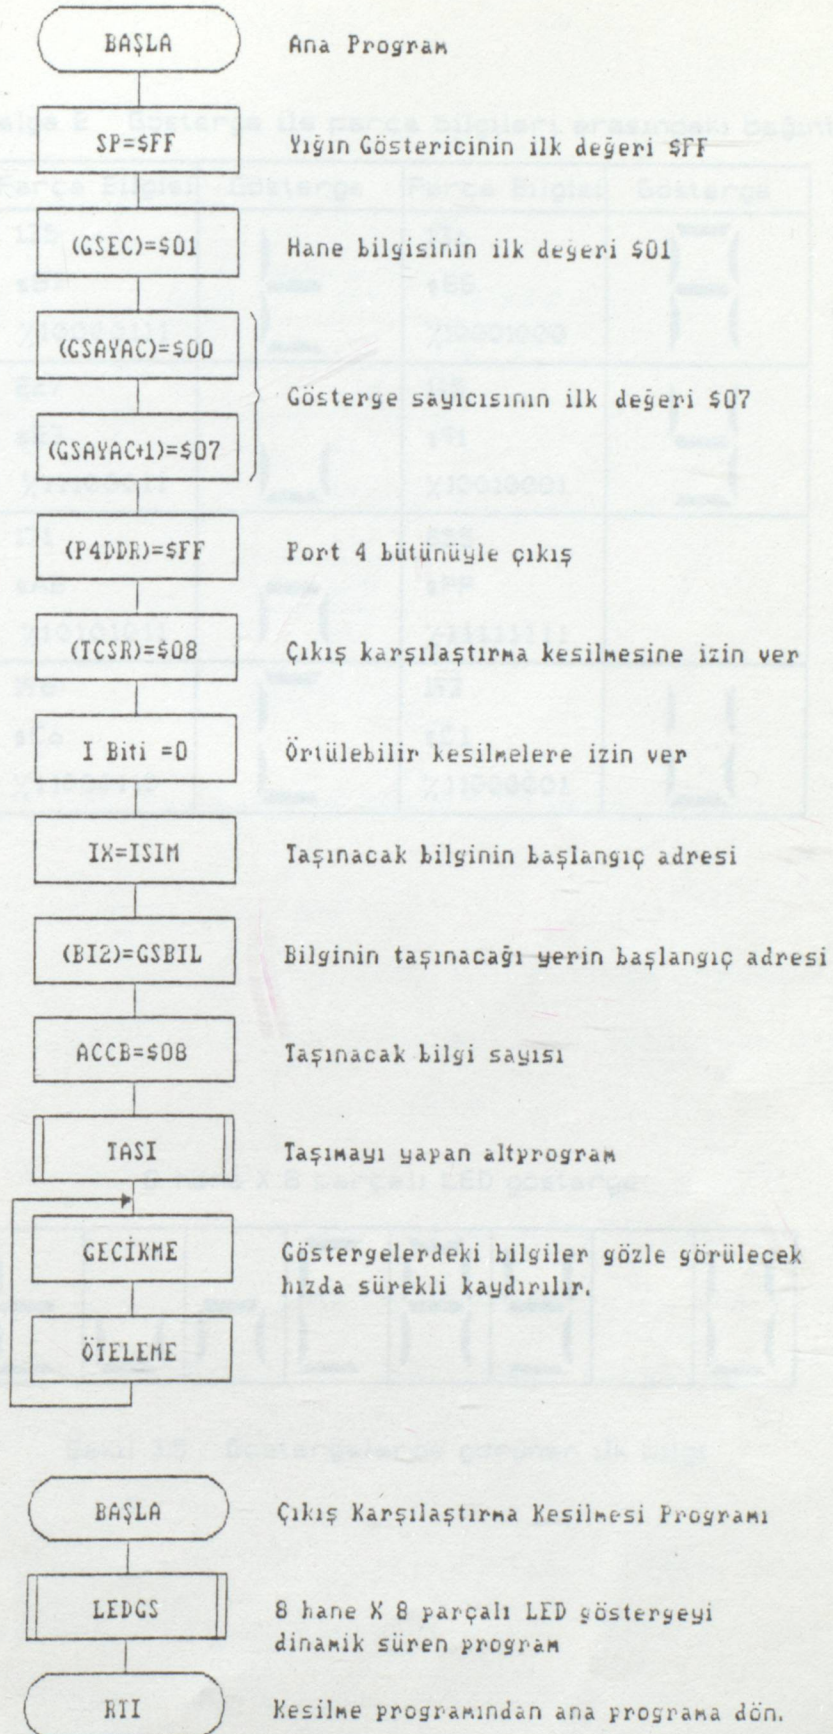 BAŞLA Ana Program
SP=$FF Yığın Göstericinin ilk değeri $FF
(GSEC)=$01 Hane bilgisinin ilk değeri $01
(GSAYAC)=$00
Gösterge sayıcısının ilk değeri $07
(GSAYAC+1)=$07
(P4DDR)=$FF Port 4 bütünüyle çıkış
(TCSR)=$08 Çıkış karşılaştırma kesilmesine izin ver
I Biti =0 Örtülebilir kesilmelere izin ver
IX=ISIM Taşınacak bilginin başlangıç adresi
(BI2)=GSBIL Bilginin taşınacağı yerin başlangıç adresi
ACCB=$08 Taşınacak bilgi sayısı
TASI Taşımayı yapan altprogram
GECİKME Göstergelerdeki bilgiler gözle görülecek
hızda sürekli kaydırılır.
ÖTELEME
BAŞLA Çıkış Karşılaştırma Kesilmesi Programı
LEDGS 8 hane X 8 parçalı LED göstergeyi
dinamik süren program
RTI Kesilme programından ana programa dön.